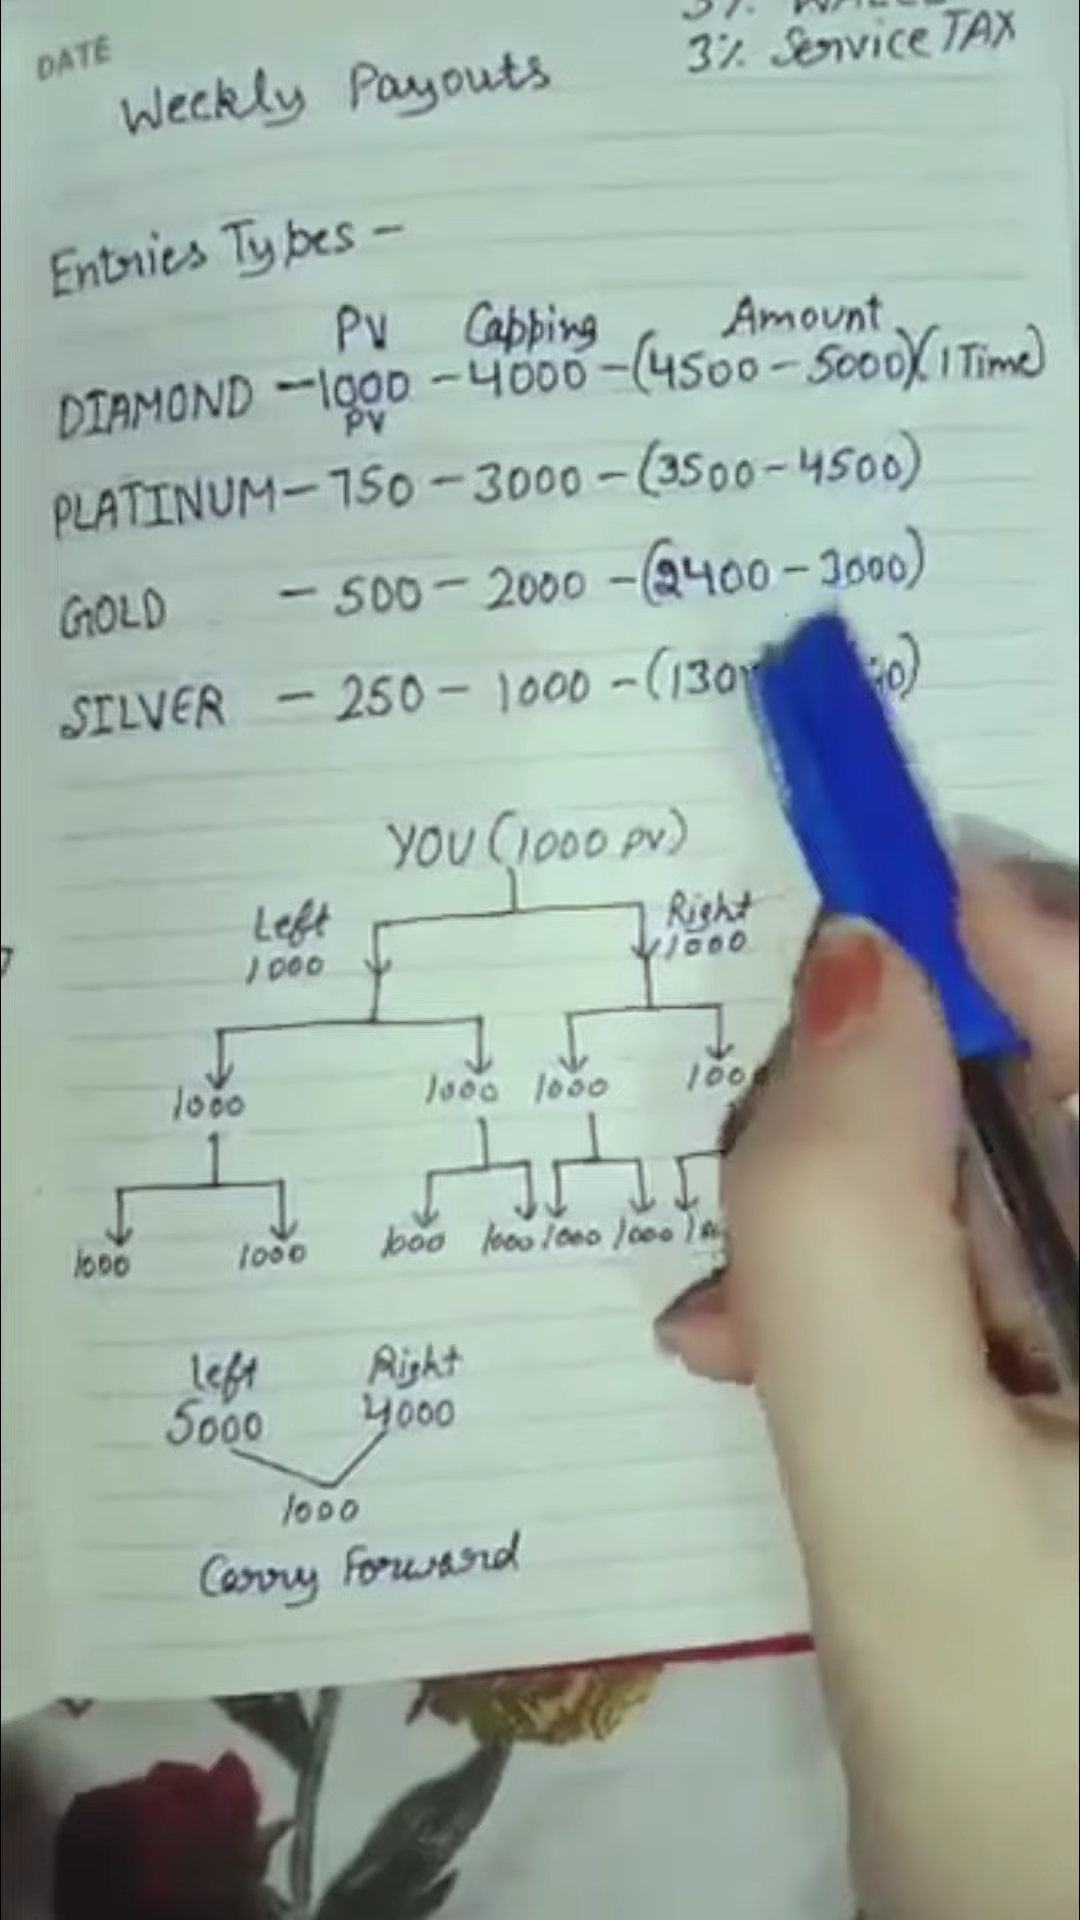 DATE
3% Service TAX
Weekly Payouts
Entries Types -
PV Capping Amount
DIAMOND - 1000 - 4000 - (4500 - 5000) (1 Time)
PV
PLATINUM - 750 - 3000 - (3500 - 4500)
GOLD - 500 - 2000 - (2400 - 3000)
SILVER - 250 - 1000 - (130
YOU (1000 PV)
Left Right
1000 1000
1000 1000 1000 100
1000 1000 1000 1000 1000 1000
left Right
5000 4000
1000
Carry Forward